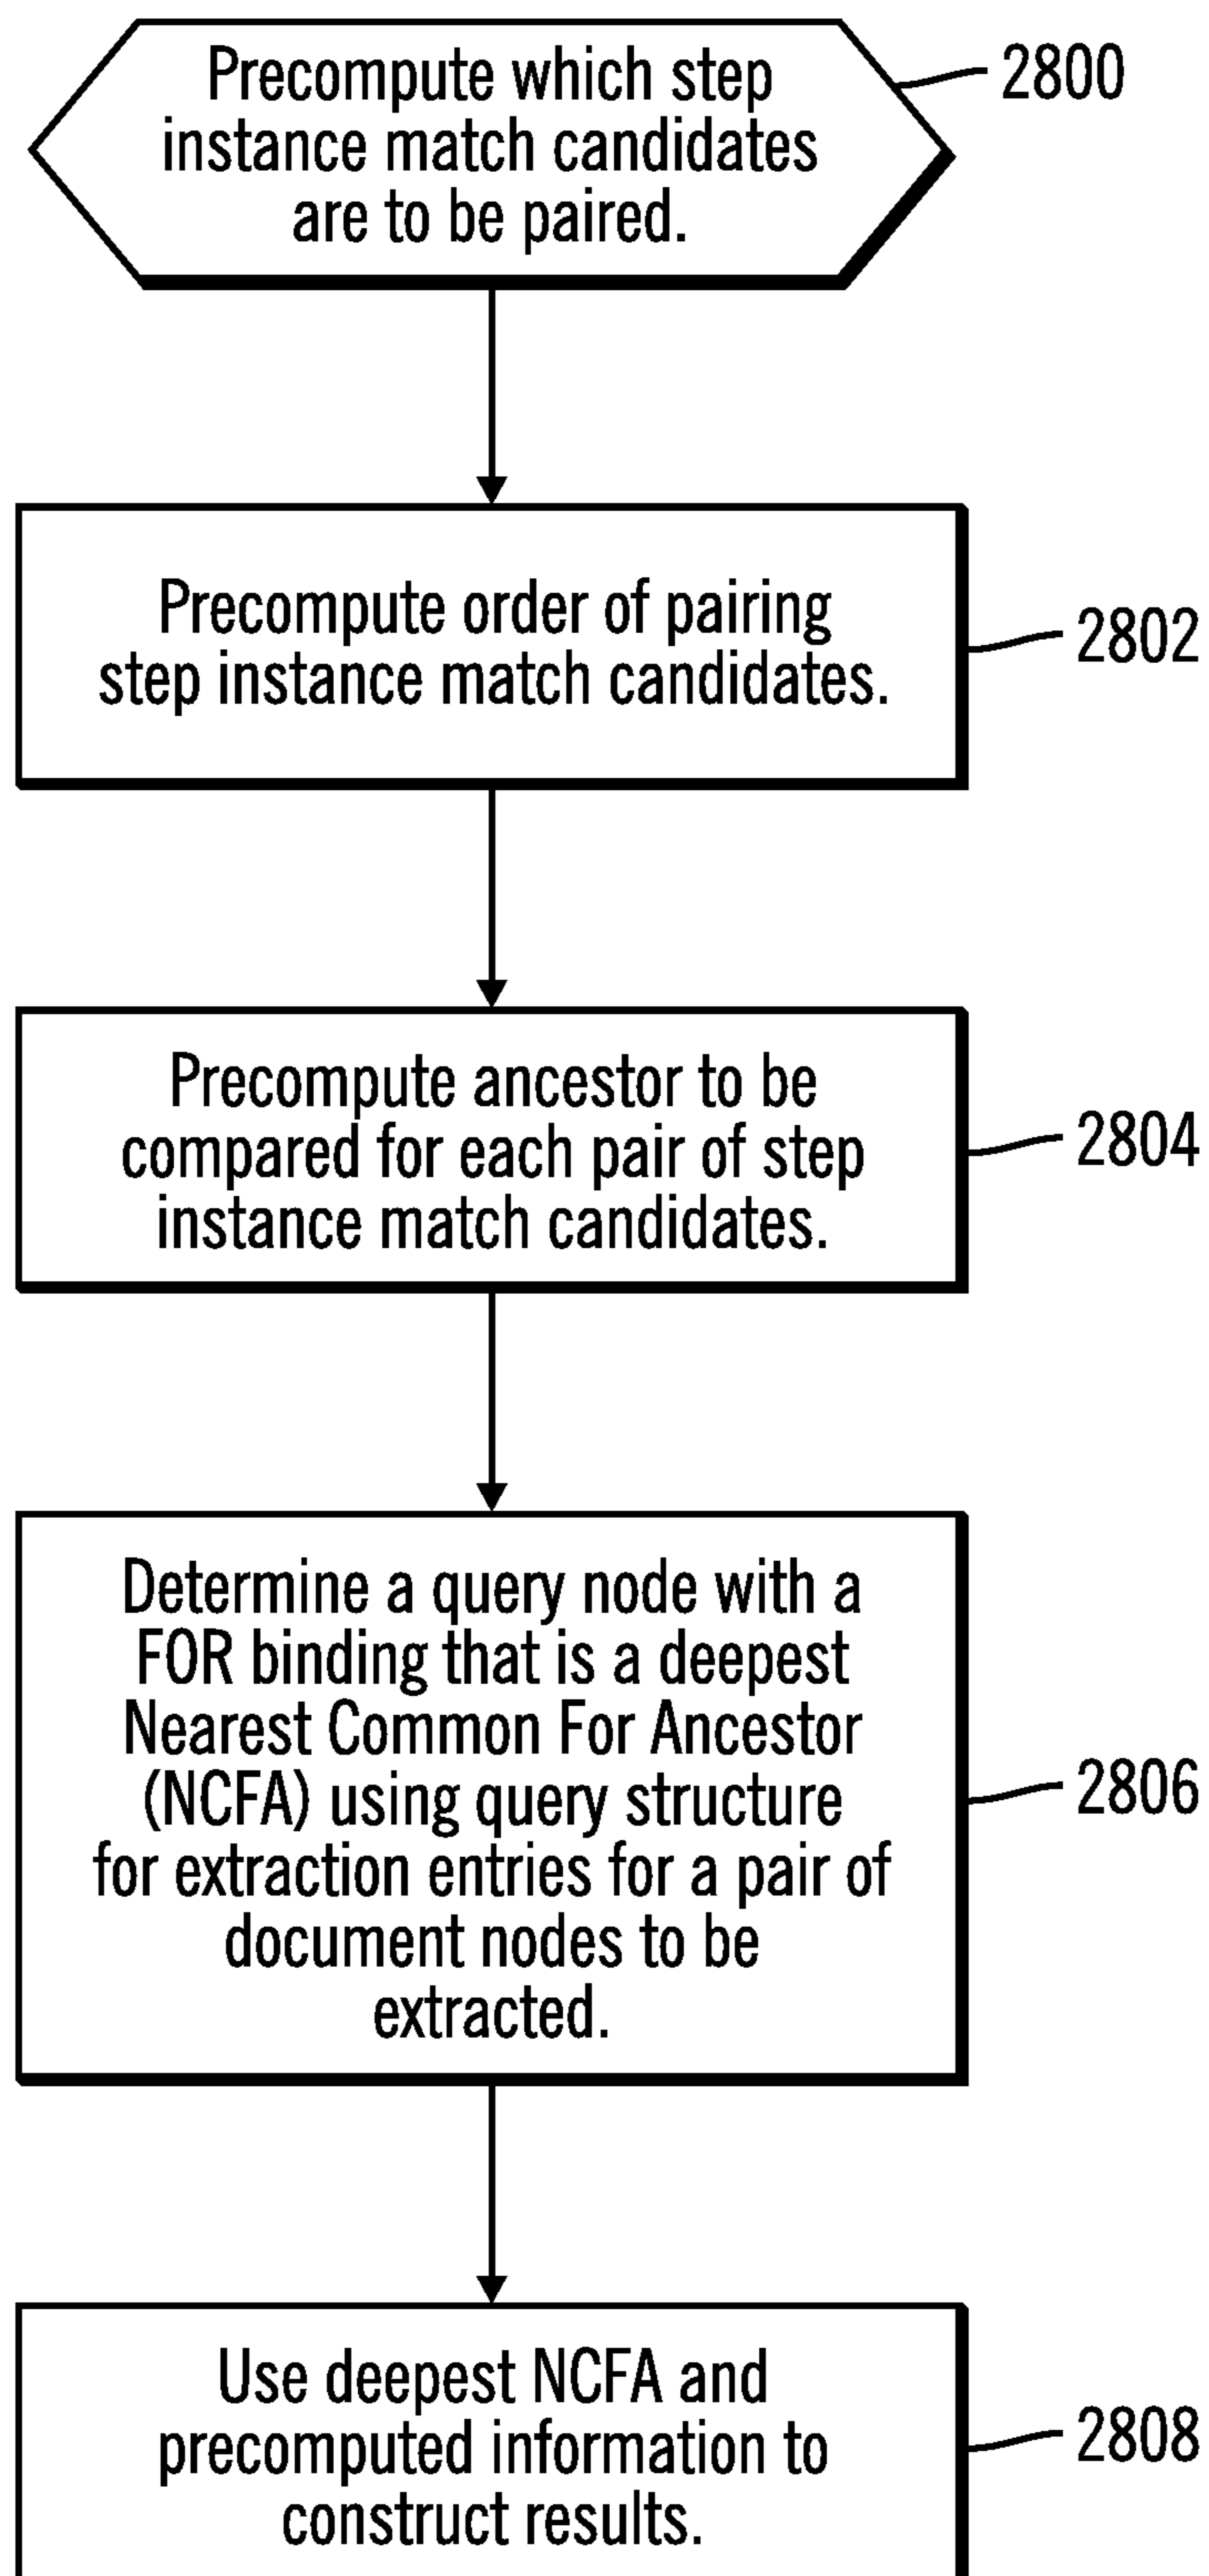 Precompute which step
instance match candidates
are to be paired.
2800
Precompute order of pairing
step instance match candidates.
2802
Precompute ancestor to be
compared for each pair of step
instance match candidates.
2804
Determine a query node with a
FOR binding that is a deepest
Nearest Common For Ancestor
(NCFA) using query structure
for extraction entries for a pair of
document nodes to be
extracted.
2806
Use deepest NCFA and
precomputed information to
construct results.
2808